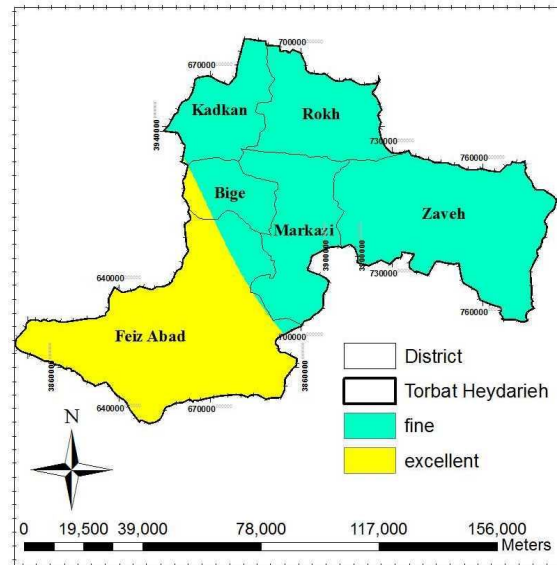 700000
670000
Kadkan
Rokh
3940000
730000
760000
Bige
Zaveh
Markazi
3900000
3900000
730000
640000
760000
Feiz Abad
700000
3860000
3860000
640000
670000
District
Torbat Heydarieh
fine
excellent
N
0 19,500 39,000 78,000 117,000 156,000
Meters